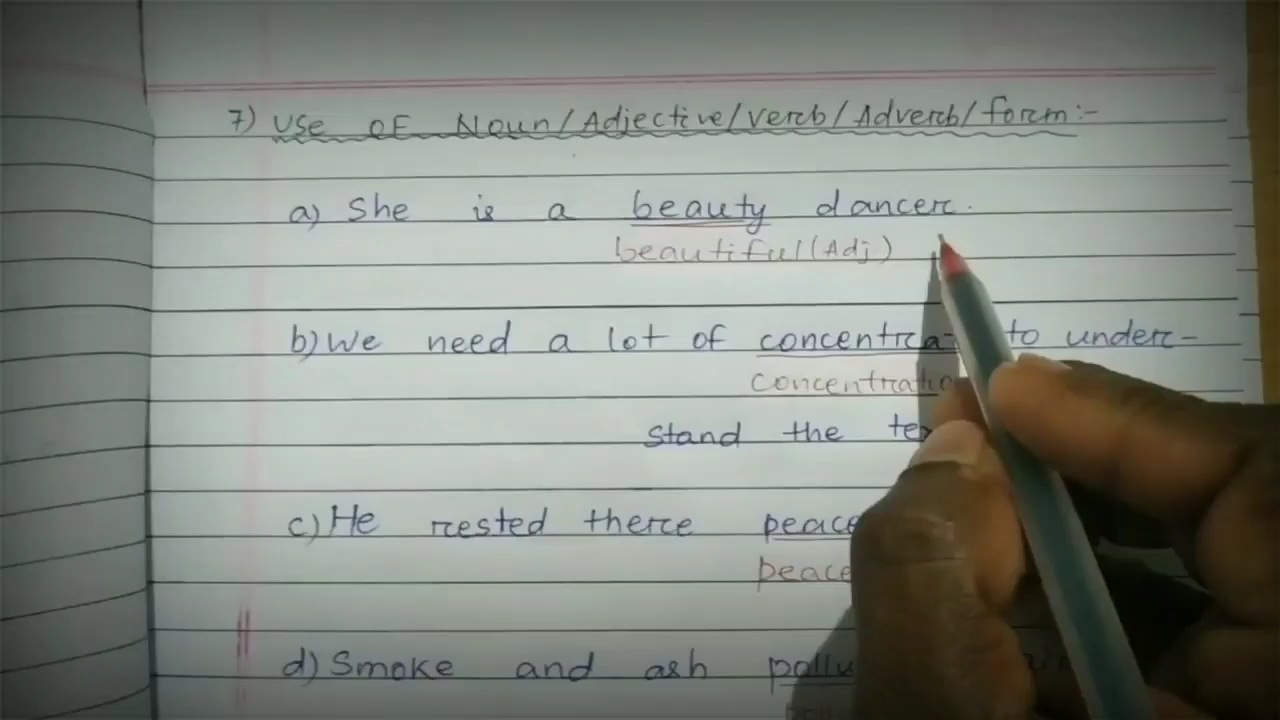 7) Use of Noun/Adjective/verb/Adverb/form:-
a) She is a beauty dancer.
beautiful(Adj)
b) We need a lot of to under-
stand the
c) He rested there
d) Smoke and ash